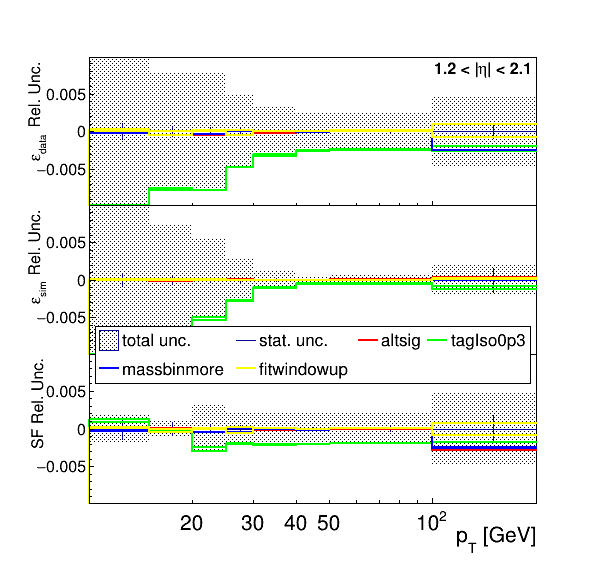 1.2 < |η| < 2.1
ε_data Rel. Unc.
0.005
0
−0.005
ε_sim Rel. Unc.
0.005
0
−0.005
total unc. stat. unc. altsig tagIso0p3
massbinmore fitwindowup
SF Rel. Unc.
0.005
0
−0.005
20 30 40 50 10²
p_T [GeV]